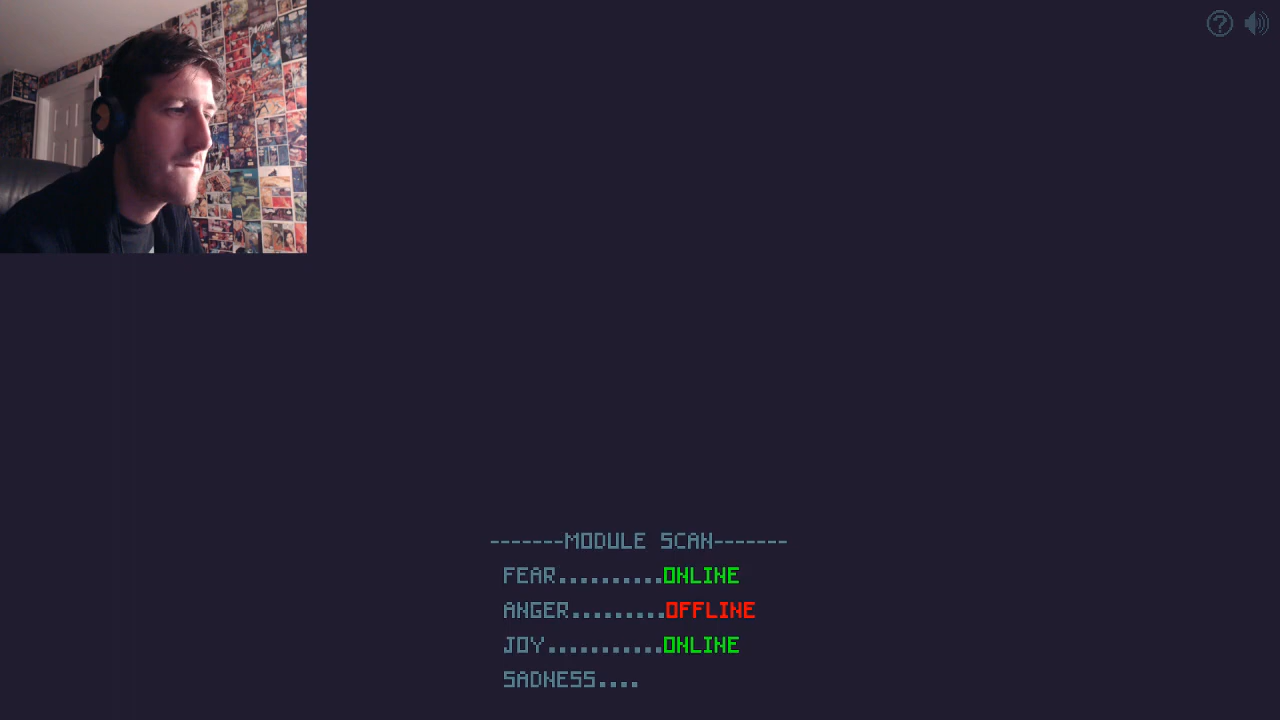 -------MODULE SCAN-------
FEAR..........ONLINE
ANGER.........OFFLINE
JOY...........ONLINE
SADNESS....